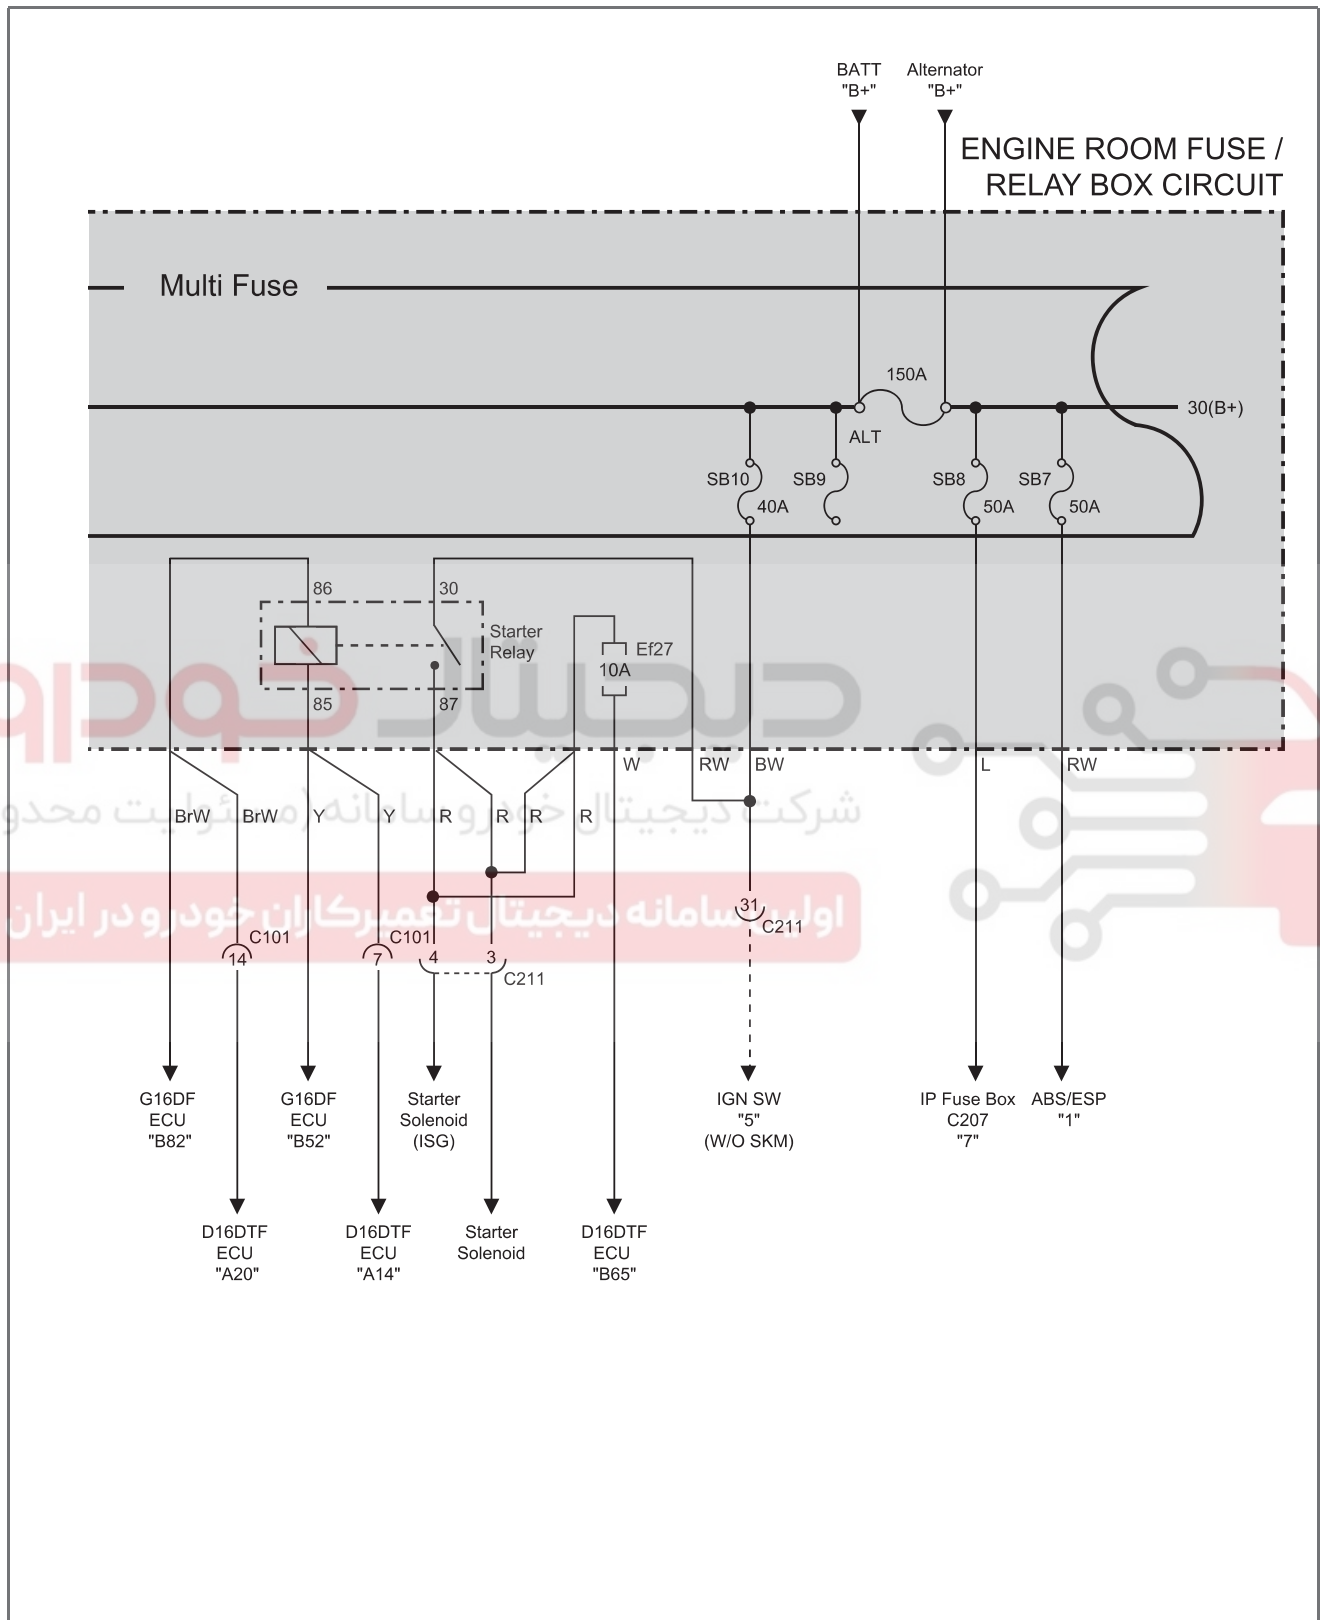 BATT Alternator
"B+" "B+"
ENGINE ROOM FUSE /
RELAY BOX CIRCUIT
Multi Fuse
150A
30(B+)
ALT
SB10 SB9 SB8 SB7
40A 50A 50A
86 30
Starter
Relay
Ef27
10A
85 87
دیجیتال خودرو
W RW BW L RW
شرکت دیجیتال خودرو سامانه (مسئولیت محدو
BrW BrW Y Y R R R R
اولین سامانه دیجیتال تعمیرکاران خودرو در ایران
31
C211
C101 C101
14 7 4 3
C211
G16DF G16DF Starter IGN SW IP Fuse Box ABS/ESP
ECU ECU Solenoid "5" C207 "1"
"B82" "B52" (ISG) (W/O SKM) "7"
D16DTF D16DTF Starter D16DTF
ECU ECU Solenoid ECU
"A20" "A14" "B65"